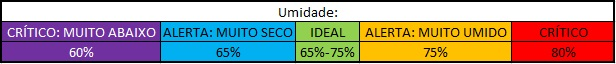 Umidade:
CRÍTICO: MUITO ABAIXO ALERTA: MUITO SECO IDEAL ALERTA: MUITO UMIDO CRÍTICO
60% 65% 65%-75% 75% 80%